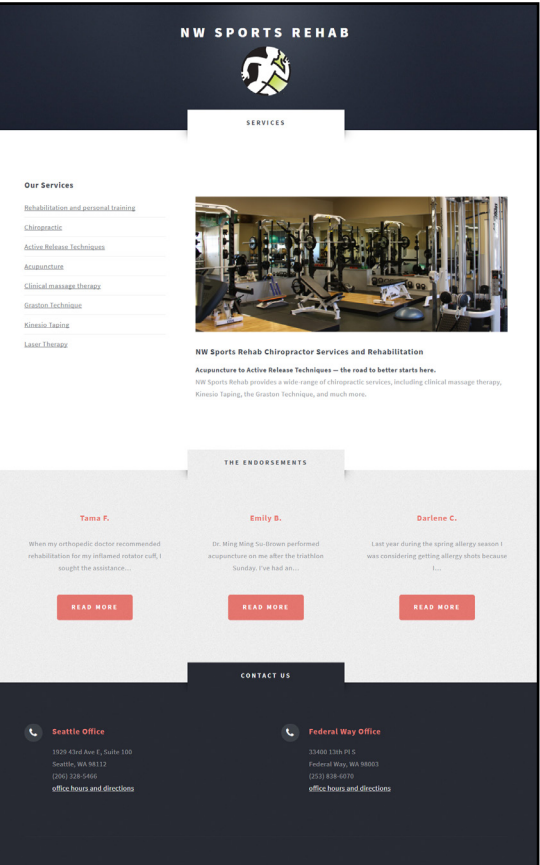 NW SPORTS REHAB
SERVICES
Our Services
Rehabilitation and personal training
Chiropractic
Active Release Techniques
Acupuncture
Clinical massage therapy
Graston Technique
Kinesio Taping
Laser Therapy
NW Sports Rehab Chiropractor Services and Rehabilitation
Acupuncture to Active Release Techniques — the road to better starts here.
NW Sports Rehab provides a wide-range of chiropractic services, including clinical massage therapy,
Kinesio Taping, the Graston Technique, and much more.
THE ENDORSEMENTS
Tama F.
When my orthopedic doctor recommended
rehabilitation for my inflamed rotator cuff, I
sought the assistance...
READ MORE
Emily B.
Dr. Ming Ming Su-Brown performed
acupuncture on me after the triathlon
Sunday. I've had an...
READ MORE
Darlene C.
Last year during the spring allergy season I
was considering getting allergy shots because
I...
READ MORE
CONTACT US
Seattle Office
1929 43rd Ave E, Suite 100
Seattle, WA 98112
(206) 328-5466
office hours and directions
Federal Way Office
33400 13th Pl S
Federal Way, WA 98003
(253) 838-6070
office hours and directions